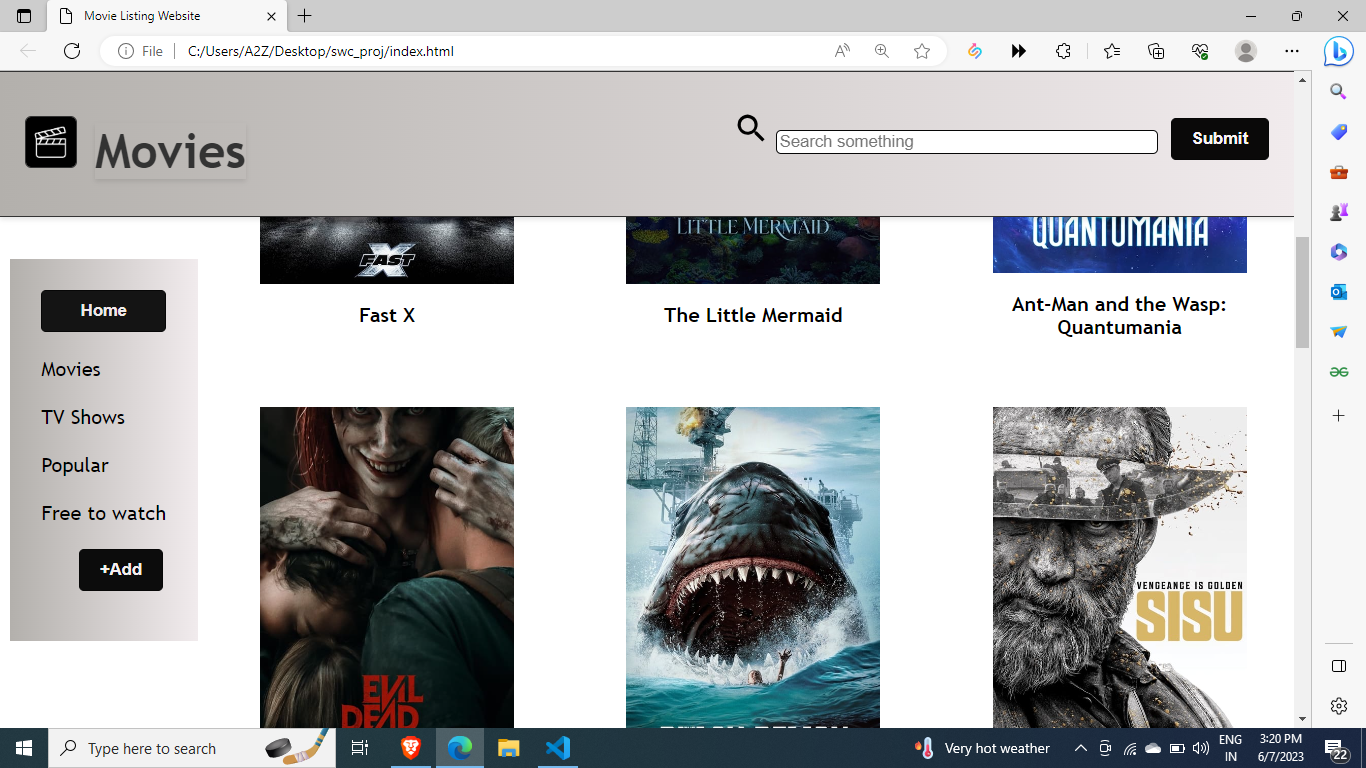 Movie Listing Website
File
C:/Users/A2Z/Desktop/swc_proj/index.html
Movies
Search something
Submit
FAST X
LITTLE MERMAID
QUANTUMANIA
Fast X
The Little Mermaid
Ant-Man and the Wasp:
Quantumania
Home
Movies
TV Shows
Popular
Free to watch
+Add
EVIL
DEAD
VENGEANCE IS GOLDEN
SISU
Type here to search
Very hot weather
ENG
IN
3:20 PM
6/7/2023
22